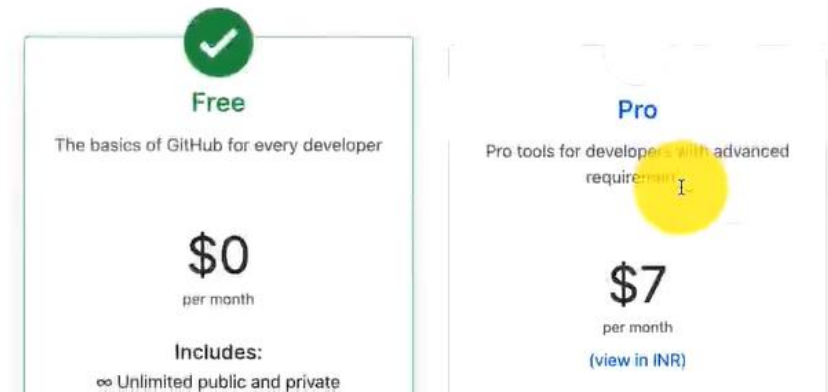 Free
The basics of GitHub for every developer
$0
per month
Includes:
∞ Unlimited public and private
Pro
Pro tools for developers with advanced
$7
per month
(view in INR)